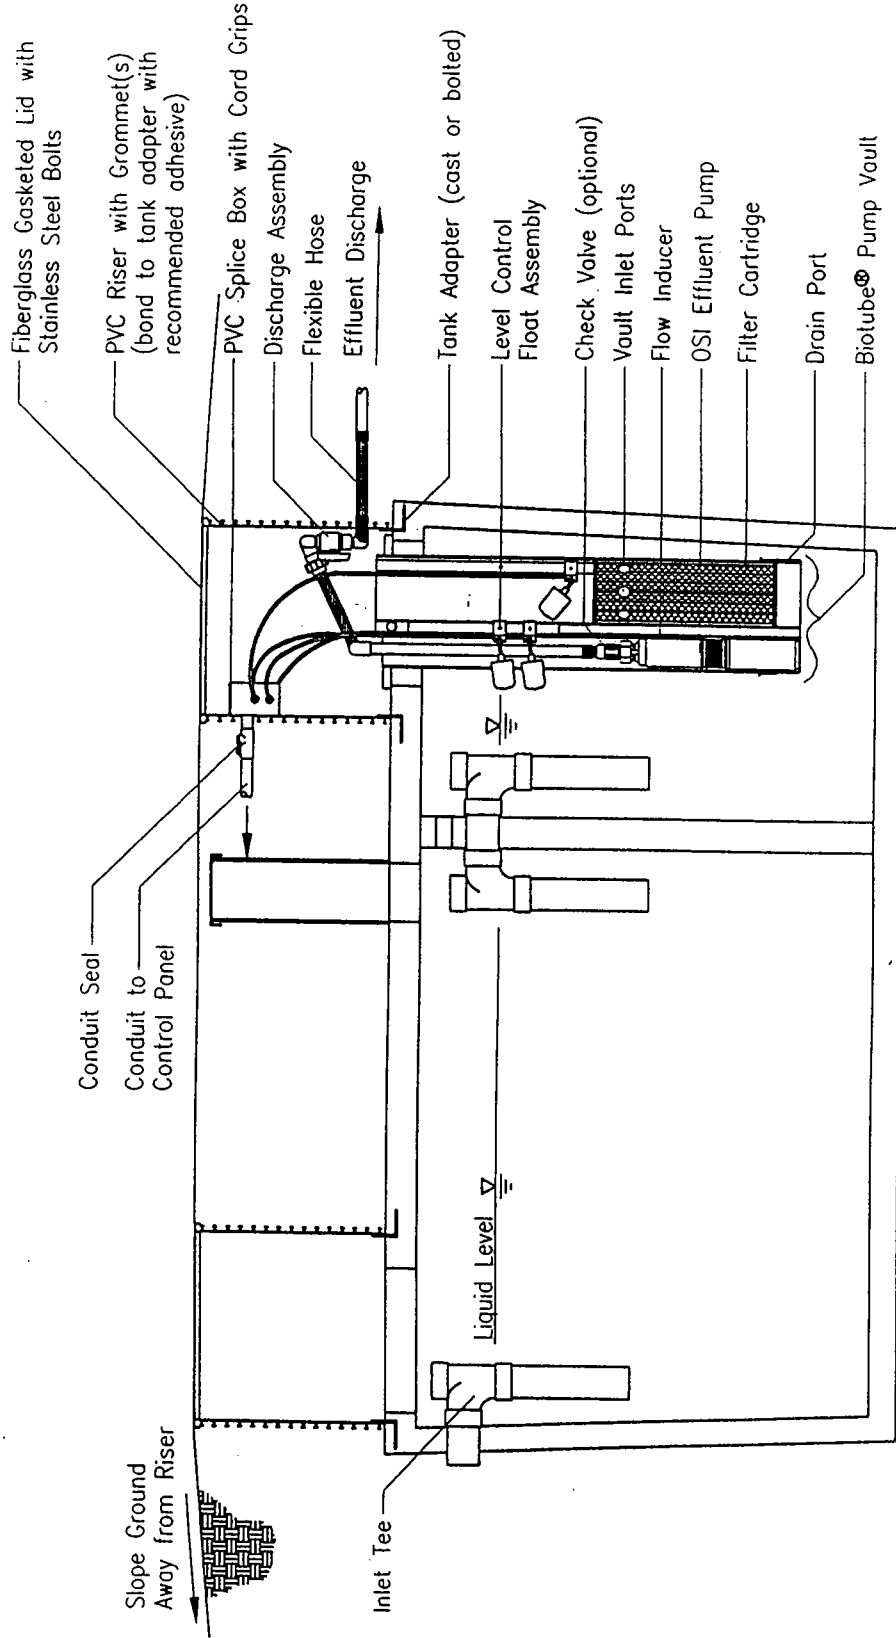 Fiberglass Gasketed Lid with
Stainless Steel Bolts
PVC Riser with Grommet(s)
(bond to tank adapter with
recommended adhesive)
PVC Splice Box with Cord Grips
Discharge Assembly
Flexible Hose
Effluent Discharge
Tank Adapter (cast or bolted)
Level Control
Float Assembly
Check Valve (optional)
Vault Inlet Ports
Flow Inducer
OSI Effluent Pump
Filter Cartridge
Drain Port
Biotube® Pump Vault
Conduit Seal
Conduit to
Control Panel
Liquid Level
Slope Ground
Away from Riser
Inlet Tee